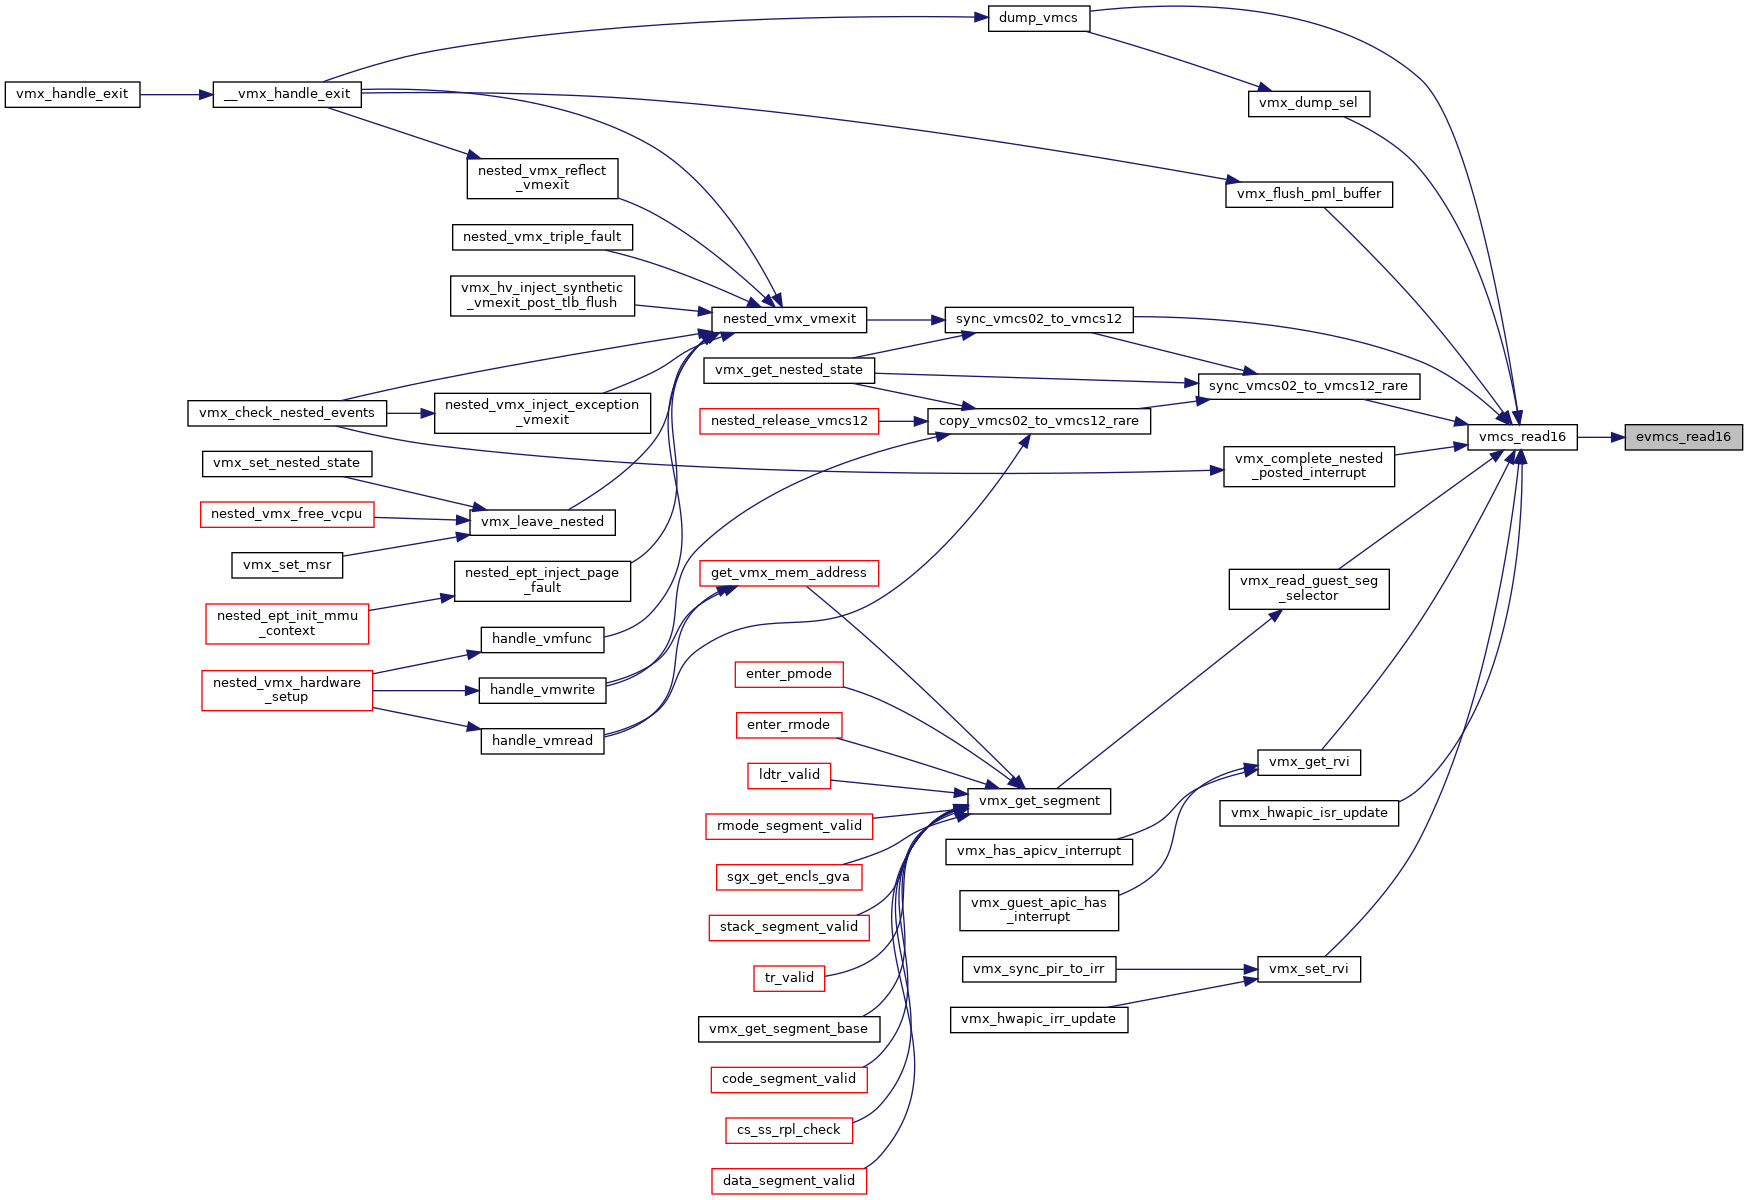 dump_vmcs
vmx_handle_exit
__vmx_handle_exit
vmx_dump_sel
nested_vmx_reflect
_vmexit
vmx_flush_pml_buffer
nested_vmx_triple_fault
vmx_hv_inject_synthetic
_vmexit_post_tlb_flush
nested_vmx_vmexit
sync_vmcs02_to_vmcs12
vmx_get_nested_state
sync_vmcs02_to_vmcs12_rare
vmx_check_nested_events
nested_vmx_inject_exception
_vmexit
nested_release_vmcs12
copy_vmcs02_to_vmcs12_rare
vmcs_read16
evmcs_read16
vmx_set_nested_state
vmx_complete_nested
_posted_interrupt
nested_vmx_free_vcpu
vmx_leave_nested
vmx_set_msr
nested_ept_inject_page
_fault
get_vmx_mem_address
vmx_read_guest_seg
_selector
nested_ept_init_mmu
_context
handle_vmfunc
nested_vmx_hardware
_setup
handle_vmwrite
enter_pmode
handle_vmread
enter_rmode
vmx_get_rvi
ldtr_valid
vmx_get_segment
vmx_hwapic_isr_update
rmode_segment_valid
vmx_has_apicv_interrupt
sgx_get_encls_gva
vmx_guest_apic_has
_interrupt
stack_segment_valid
tr_valid
vmx_sync_pir_to_irr
vmx_set_rvi
vmx_get_segment_base
vmx_hwapic_irr_update
code_segment_valid
cs_ss_rpl_check
data_segment_valid